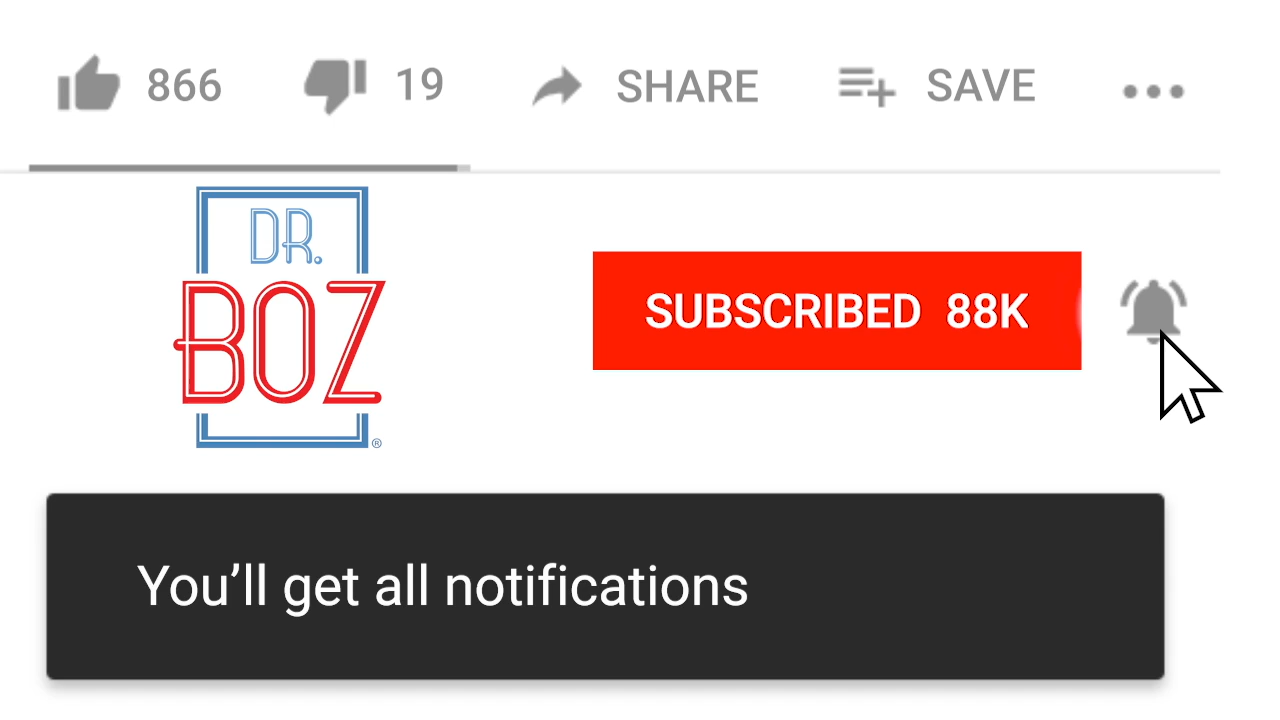 866 19 SHARE SAVE
DR.
BOZ
®
SUBSCRIBED 88K
You’ll get all notifications